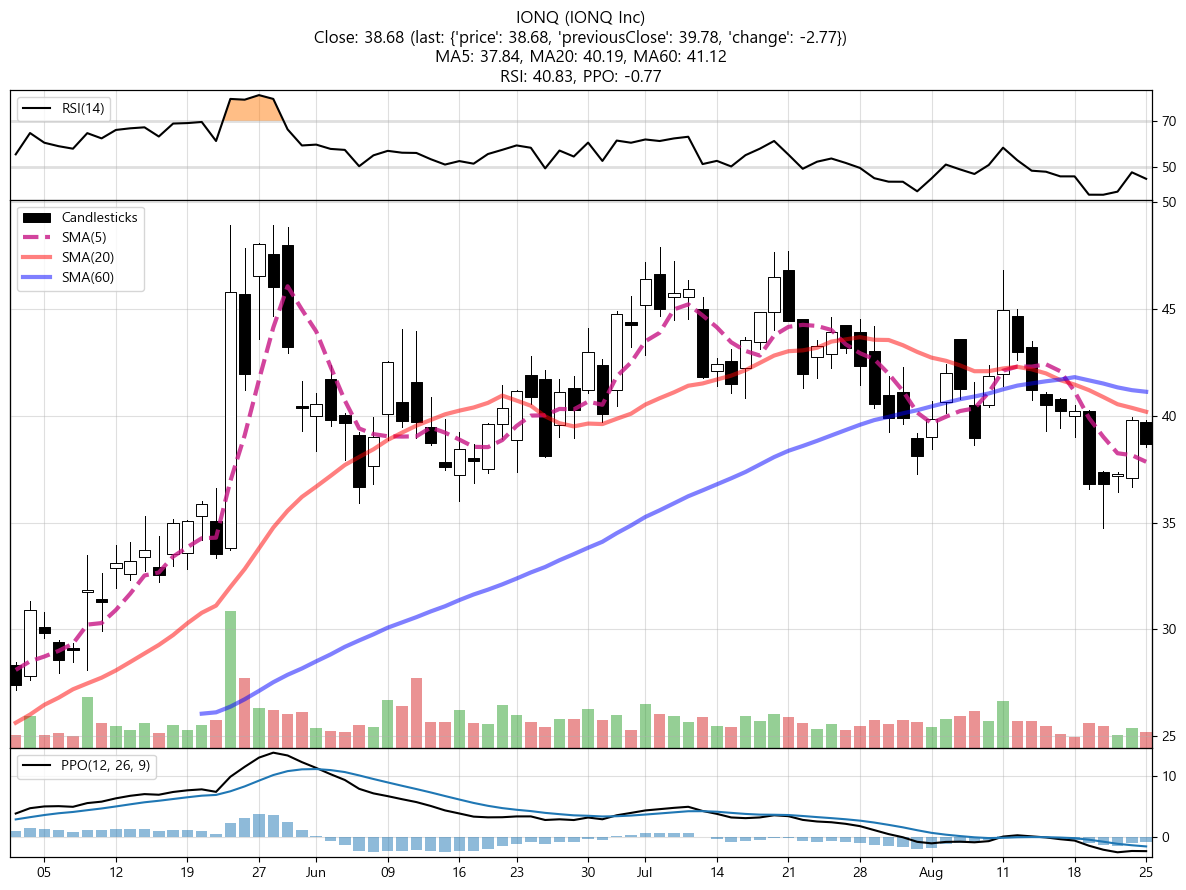 IONQ (IONQ Inc)
Close: 38.68 (last: {'price': 38.68, 'previousClose': 39.78, 'change': -2.77})
MA5: 37.84, MA20: 40.19, MA60: 41.12
RSI: 40.83, PPO: -0.77
RSI(14)
70
50
50
Candlesticks
SMA(5)
SMA(20)
SMA(60)
45
40
35
30
25
PPO(12, 26, 9)
10
0
05 12 19 27 Jun 09 16 23 30 Jul 14 21 28 Aug 11 18 25